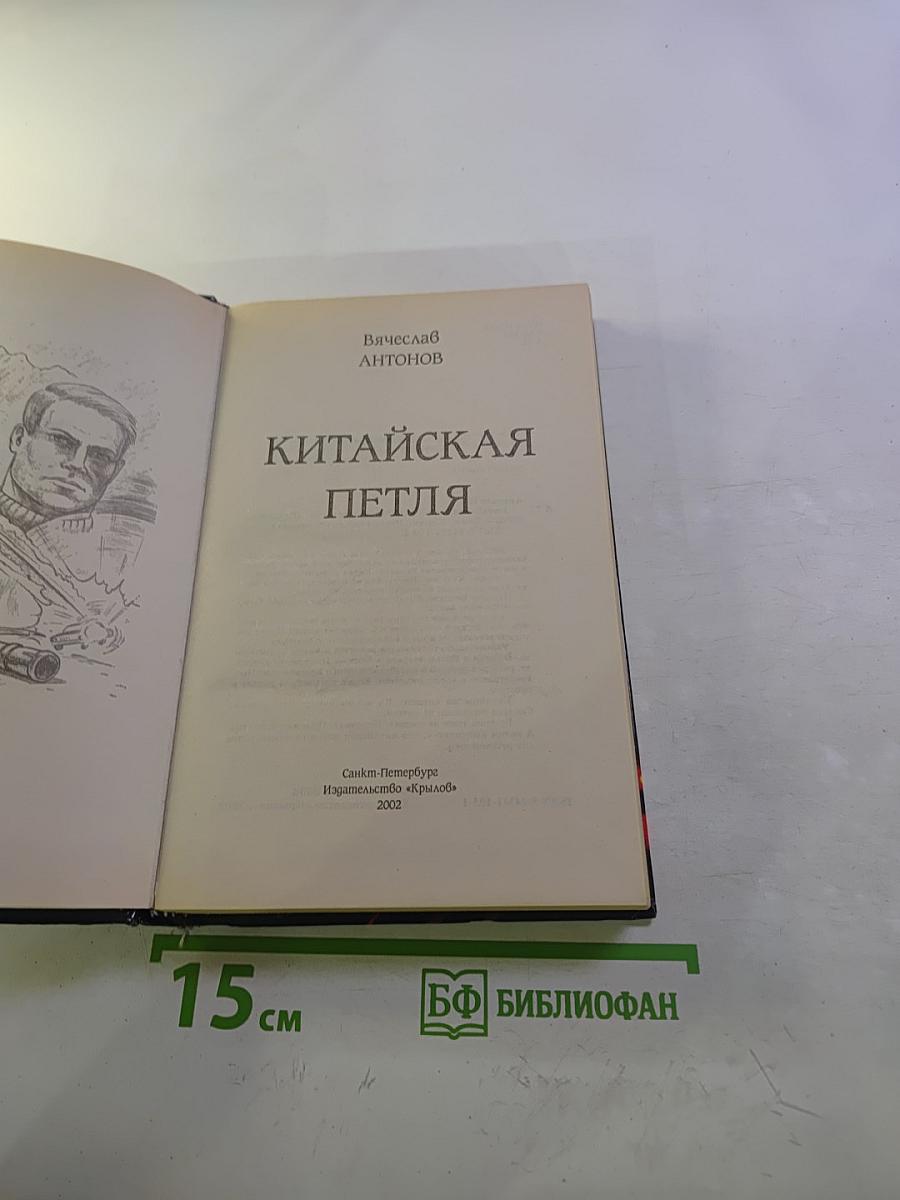 Вячеслав
АНТОНОВ
КИТАЙСКАЯ
ПЕТЛЯ
Санкт-Петербург
Издательство «Крылов»
2002
15 см
БФ БИБЛИОФАН